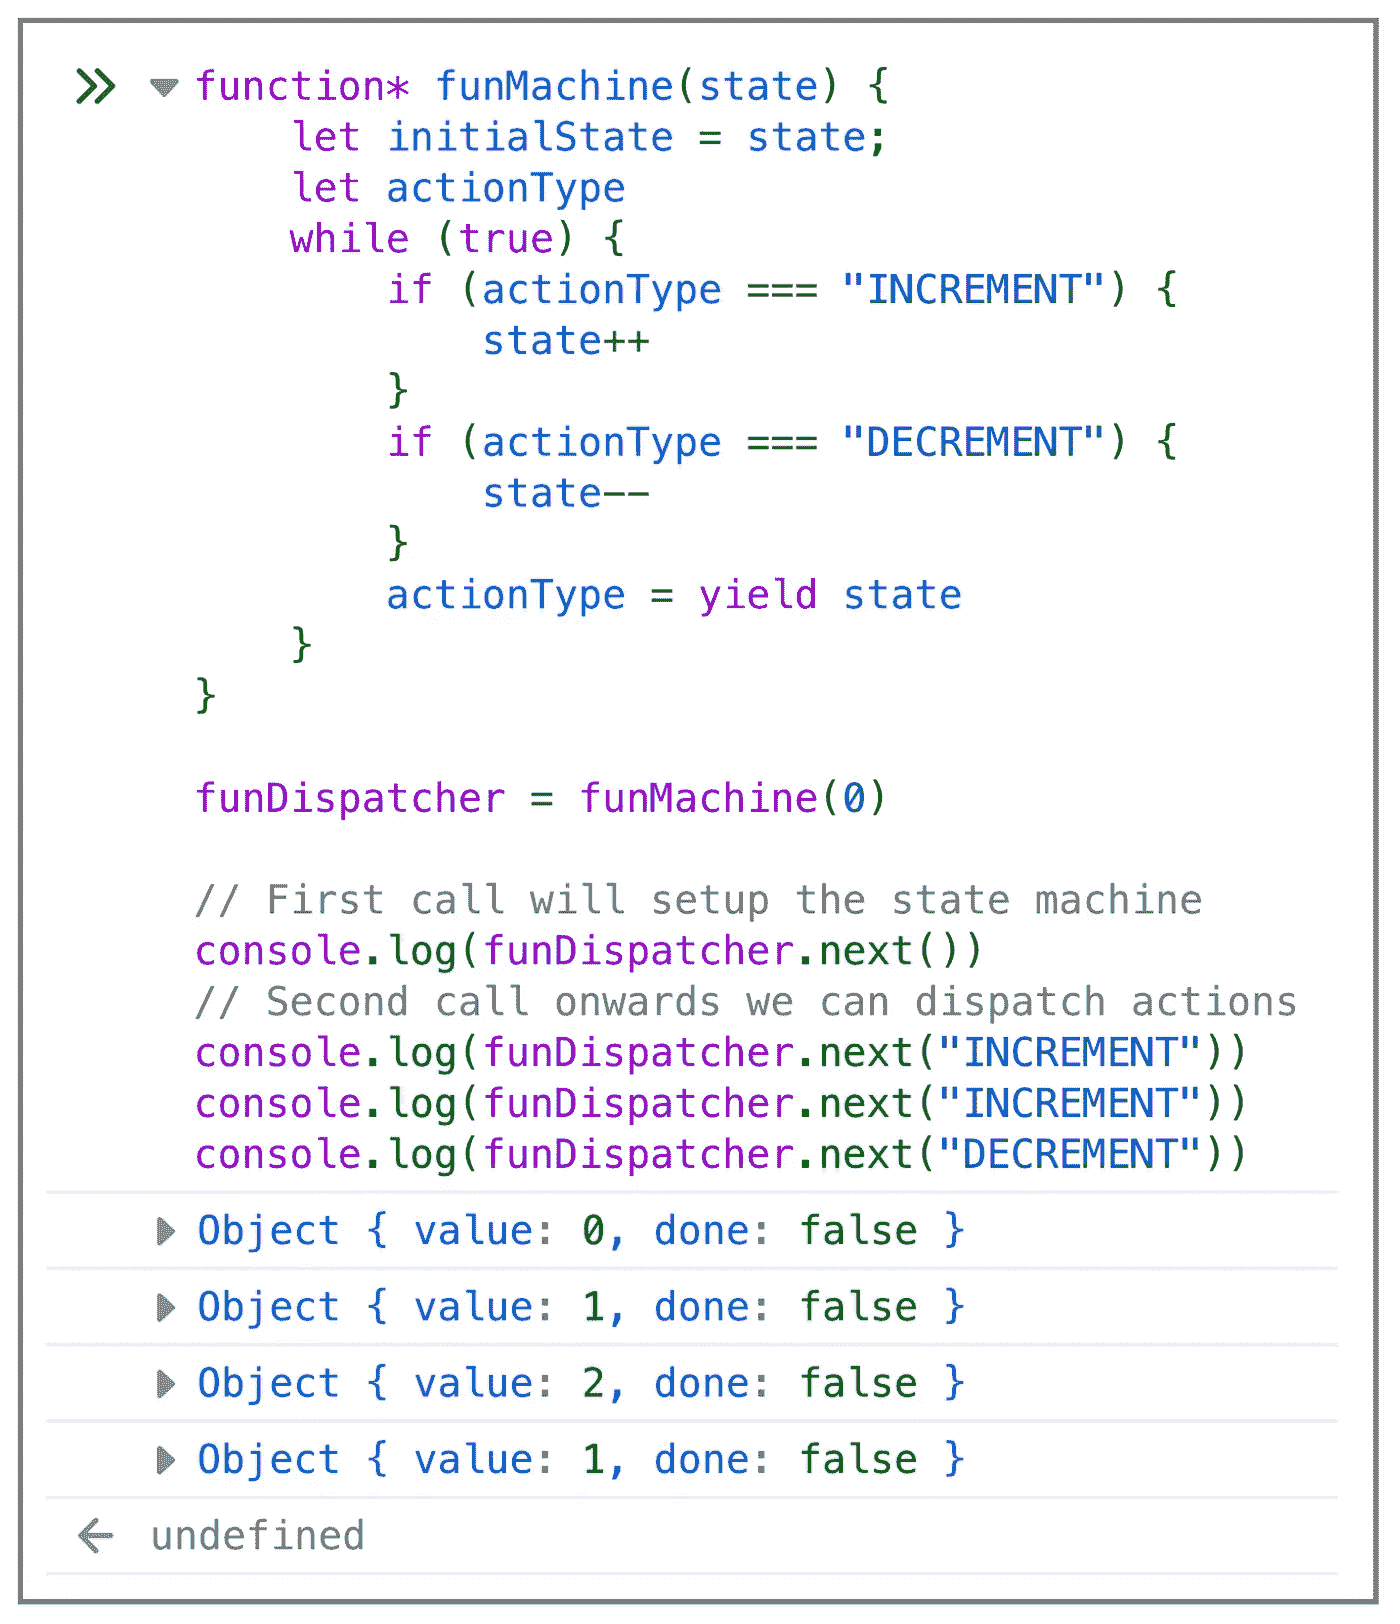 function* funMachine(state) {
let initialState = state;
let actionType
while (true) {
if (actionType === "INCREMENT") {
state++
}
if (actionType === "DECREMENT") {
state--
}
actionType = yield state
}
}
funDispatcher = funMachine(0)
// First call will setup the state machine
console.log(funDispatcher.next())
// Second call onwards we can dispatch actions
console.log(funDispatcher.next("INCREMENT"))
console.log(funDispatcher.next("INCREMENT"))
console.log(funDispatcher.next("DECREMENT"))
Object { value: 0, done: false }
Object { value: 1, done: false }
Object { value: 2, done: false }
Object { value: 1, done: false }
undefined